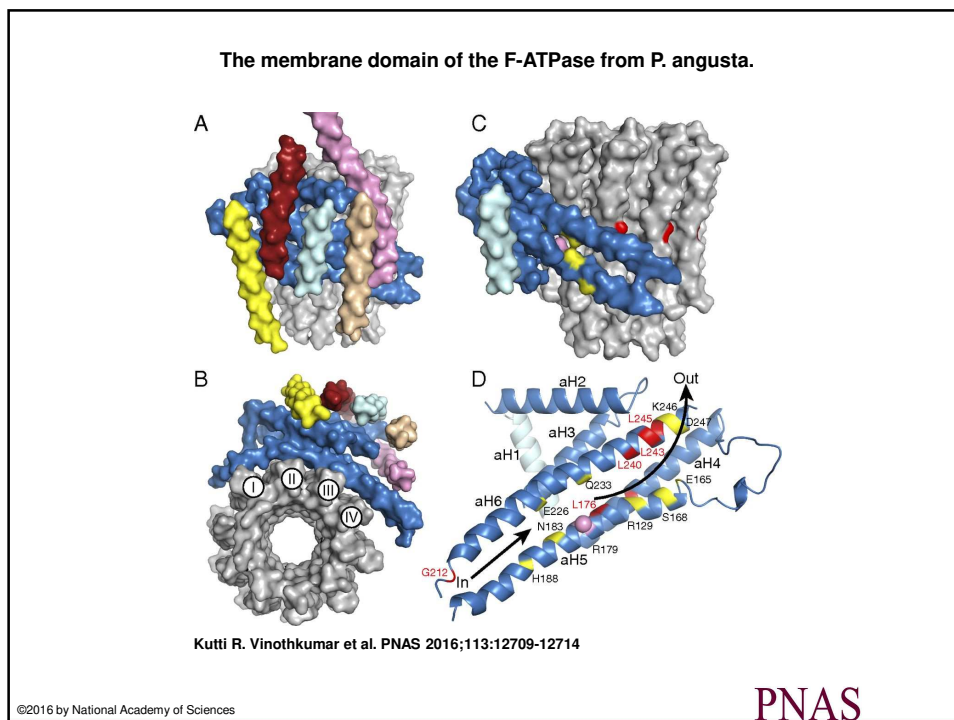 The membrane domain of the F-ATPase from P. angusta.
A
C
B
I
II
III
IV
D
Out
aH2
K246
L245
D247
aH3
L243
aH4
aH1
L240
E165
Q233
aH6
L176
E226
S168
N183
R129
R179
aH5
G212
In
H188
Kutti R. Vinothkumar et al. PNAS 2016;113:12709-12714
©2016 by National Academy of Sciences
PNAS